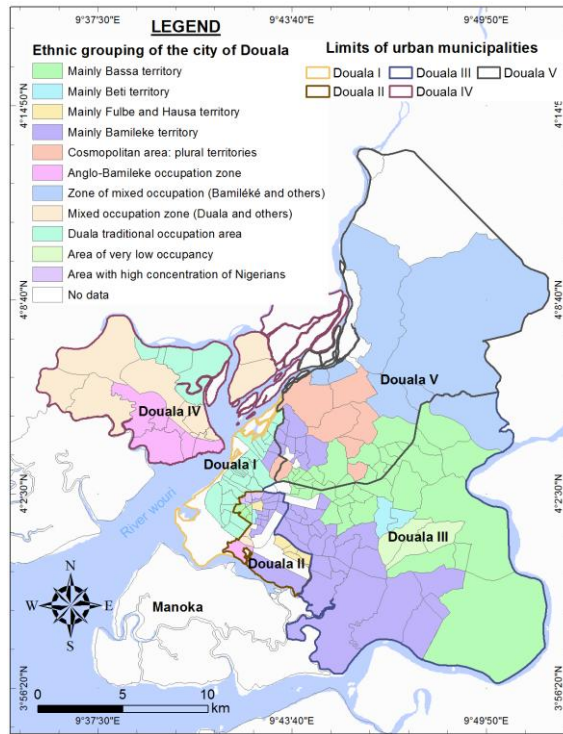 9°37'30"E 9°43'40"E 9°49'50"E
LEGEND
Ethnic grouping of the city of Douala
Mainly Bassa territory
Mainly Beti territory
Mainly Fulbe and Hausa territory
Mainly Bamileke territory
Cosmopolitan area: plural territories
Anglo-Bamileke occupation zone
Zone of mixed occupation (Bamiléké and others)
Mixed occupation zone (Duala and others)
Duala traditional occupation area
Area of very low occupancy
Area with high concentration of Nigerians
No data
Limits of urban municipalities
Douala I Douala III Douala V
Douala II Douala IV
4°14'50"N
4°8'40"N 4°8'40"N
Douala V
Douala IV
Douala I
4°2'30"N 4°2'30"N
River wouri
Douala III
Douala II
Manoka
N
W E
S
3°56'20"N 3°56'20"N
0 5 10
km
9°37'30"E 9°43'40"E 9°49'50"E